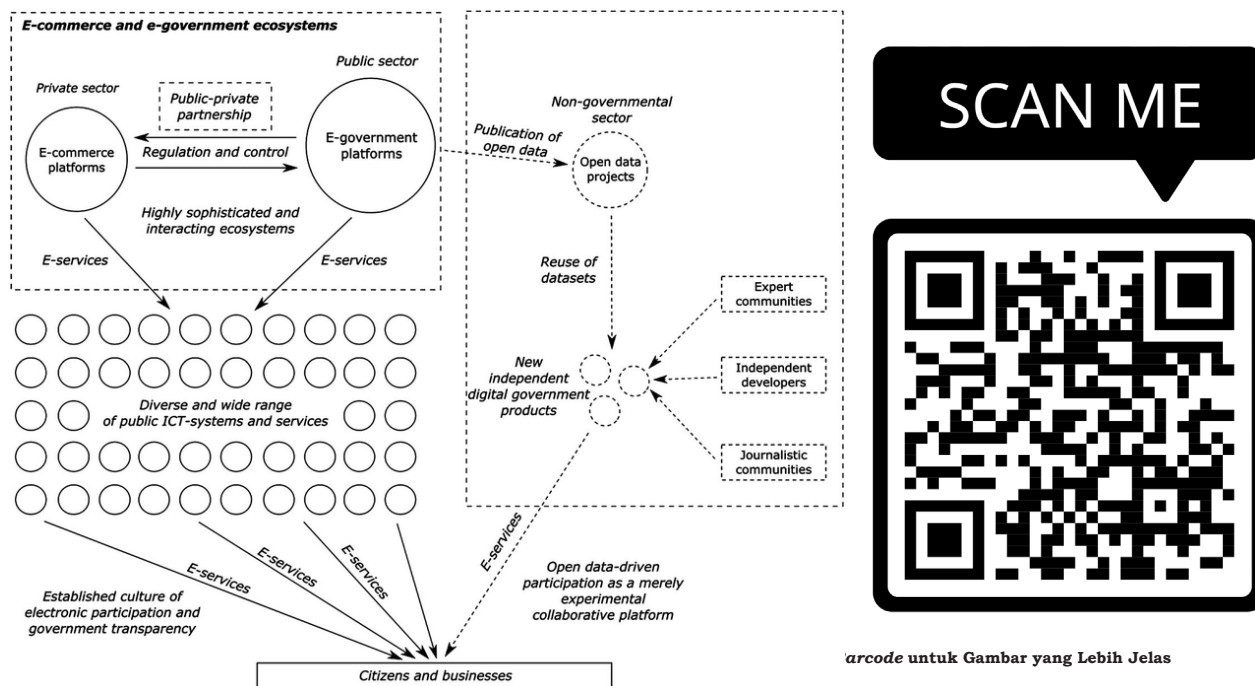 E-commerce and e-government ecosystems
Public sector
Private sector
Public-private
partnership
E-commerce
platforms
Regulation and control
E-government
platforms
Highly sophisticated and
interacting ecosystems
E-services
E-services
Non-governmental
sector
Publication of
open data
Open data
projects
Reuse of
datasets
Expert
communities
New
independent
digital government
products
Independent
developers
Journalistic
communities
Diverse and wide range
of public ICT-systems and services
E-services
E-services
E-services
E-services
Established culture of
electronic participation and
government transparency
Open data-driven
participation as a merely
experimental
collaborative platform
Citizens and businesses
SCAN ME
arcode untuk Gambar yang Lebih Jelas